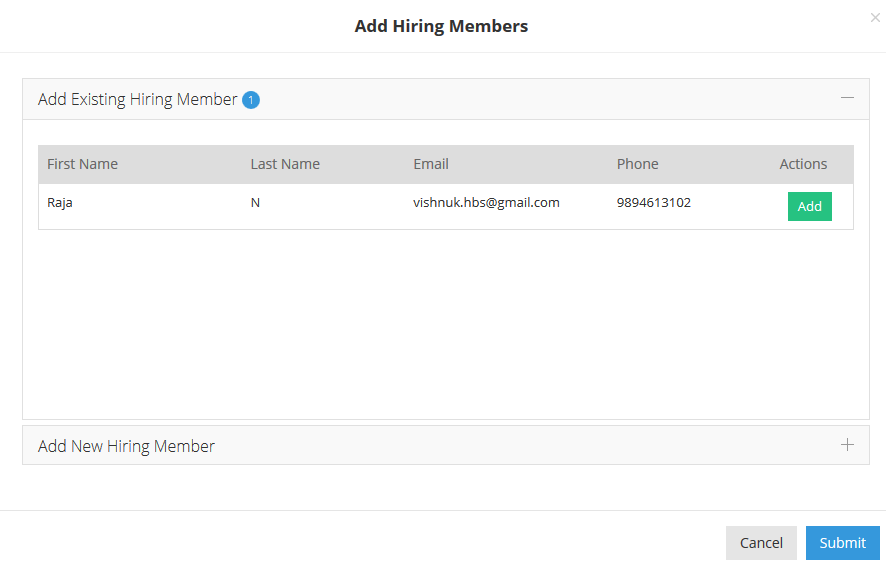 Add Hiring Members
Add Existing Hiring Member 1
First Name Last Name Email Phone Actions
Raja N vishnuk.hbs@gmail.com 9894613102 Add
Add New Hiring Member
Cancel Submit